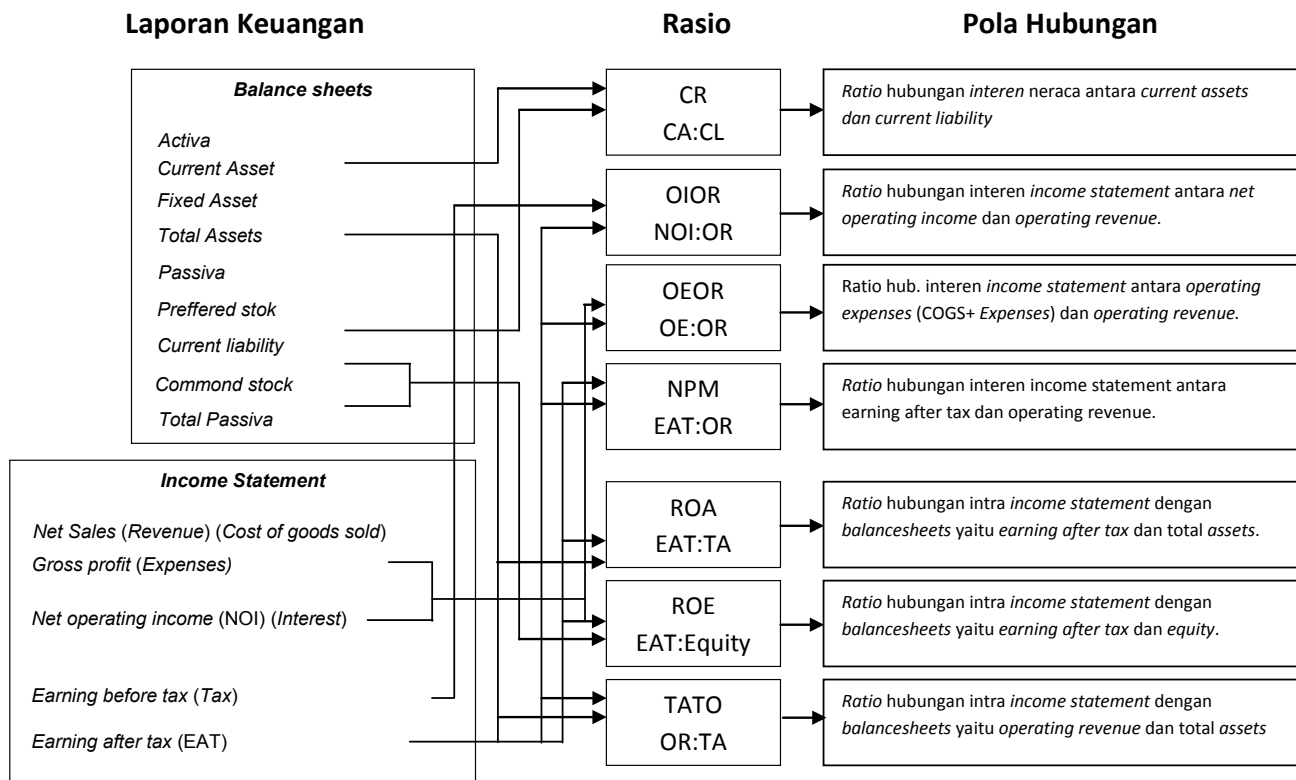 Laporan Keuangan
Rasio
Pola Hubungan
Balance sheets
Activa
Current Asset
Fixed Asset
Total Assets
Passiva
Preffered stok
Current liability
Commond stock
Total Passiva
Income Statement
Net Sales (Revenue) (Cost of goods sold)
Gross profit (Expenses)
Net operating income (NOI) (Interest)
Earning before tax (Tax)
Earning after tax (EAT)
CR
CA:CL
OIOR
NOI:OR
OEOR
OE:OR
NPM
EAT:OR
ROA
EAT:TA
ROE
EAT:Equity
TATO
OR:TA
Ratio hubungan interen neraca antara current assets
dan current liability
Ratio hubungan interen income statement antara net
operating income dan operating revenue.
Ratio hub. interen income statement antara operating
expenses (COGS+ Expenses) dan operating revenue.
Ratio hubungan interen income statement antara
earning after tax dan operating revenue.
Ratio hubungan intra income statement dengan
balancesheets yaitu earning after tax dan total assets.
Ratio hubungan intra income statement dengan
balancesheets yaitu earning after tax dan equity.
Ratio hubungan intra income statement dengan
balancesheets yaitu operating revenue dan total assets